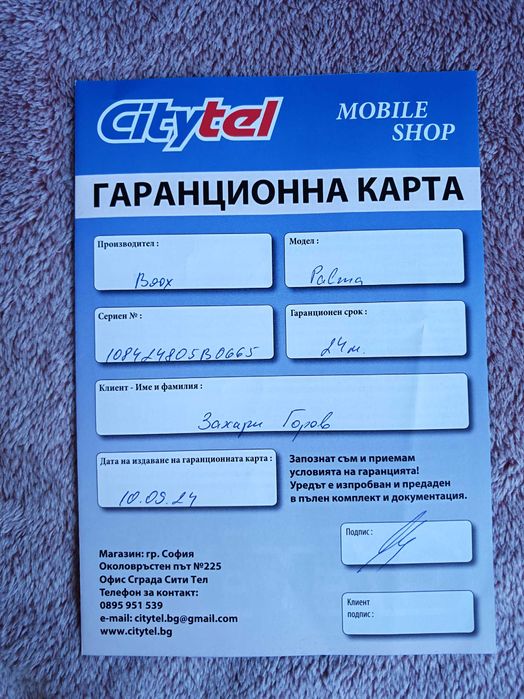 Citytel
MOBILE
SHOP
ГАРАНЦИОННА КАРТА
Производител :
Boox
Модел :
Palma
Сериен № :
108424805B0665
Гаранционен срок :
24м.
Клиент - Име и фамилия :
Захари Горов
Дата на издаване на гаранционната карта :
10.09.24
Запознат съм и приемам
условията на гаранцията!
Уредът е изпробван и предаден
в пълен комплект и документация.
Подпис :
Магазин: гр. София
Околовръстен път №225
Офис Сграда Сити Тел
Телефон за контакт:
0895 951 539
e-mail: citytel.bg@gmail.com
www.citytel.bg
Клиент
подпис :